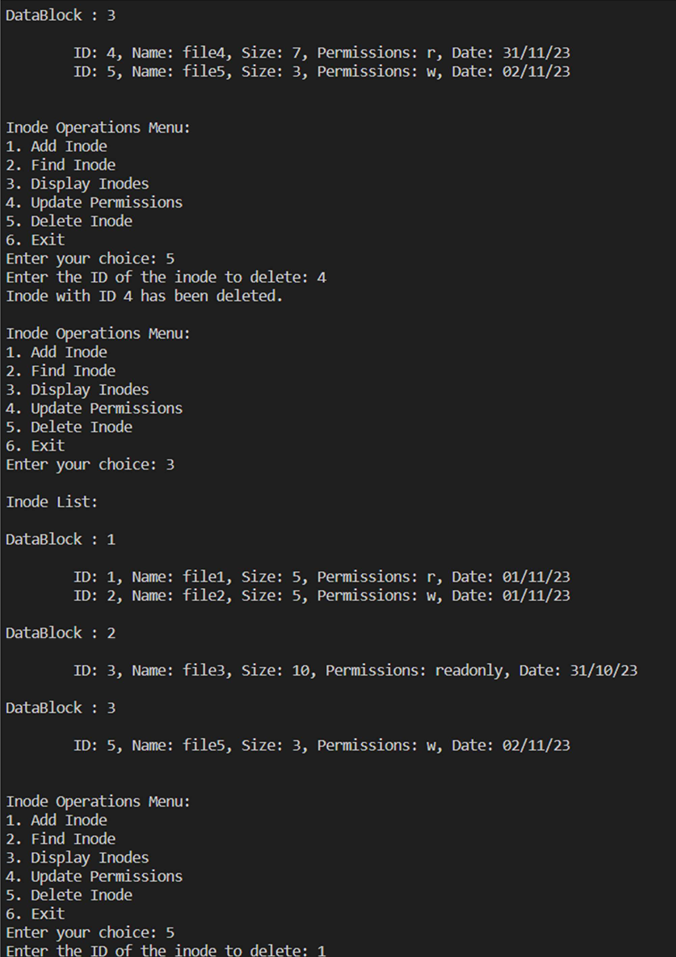 DataBlock : 3
ID: 4, Name: file4, Size: 7, Permissions: r, Date: 31/11/23
ID: 5, Name: file5, Size: 3, Permissions: w, Date: 02/11/23
Inode Operations Menu:
1. Add Inode
2. Find Inode
3. Display Inodes
4. Update Permissions
5. Delete Inode
6. Exit
Enter your choice: 5
Enter the ID of the inode to delete: 4
Inode with ID 4 has been deleted.
Inode Operations Menu:
1. Add Inode
2. Find Inode
3. Display Inodes
4. Update Permissions
5. Delete Inode
6. Exit
Enter your choice: 3
Inode List:
DataBlock : 1
ID: 1, Name: file1, Size: 5, Permissions: r, Date: 01/11/23
ID: 2, Name: file2, Size: 5, Permissions: w, Date: 01/11/23
DataBlock : 2
ID: 3, Name: file3, Size: 10, Permissions: readonly, Date: 31/10/23
DataBlock : 3
ID: 5, Name: file5, Size: 3, Permissions: w, Date: 02/11/23
Inode Operations Menu:
1. Add Inode
2. Find Inode
3. Display Inodes
4. Update Permissions
5. Delete Inode
6. Exit
Enter your choice: 5
Enter the ID of the inode to delete: 1